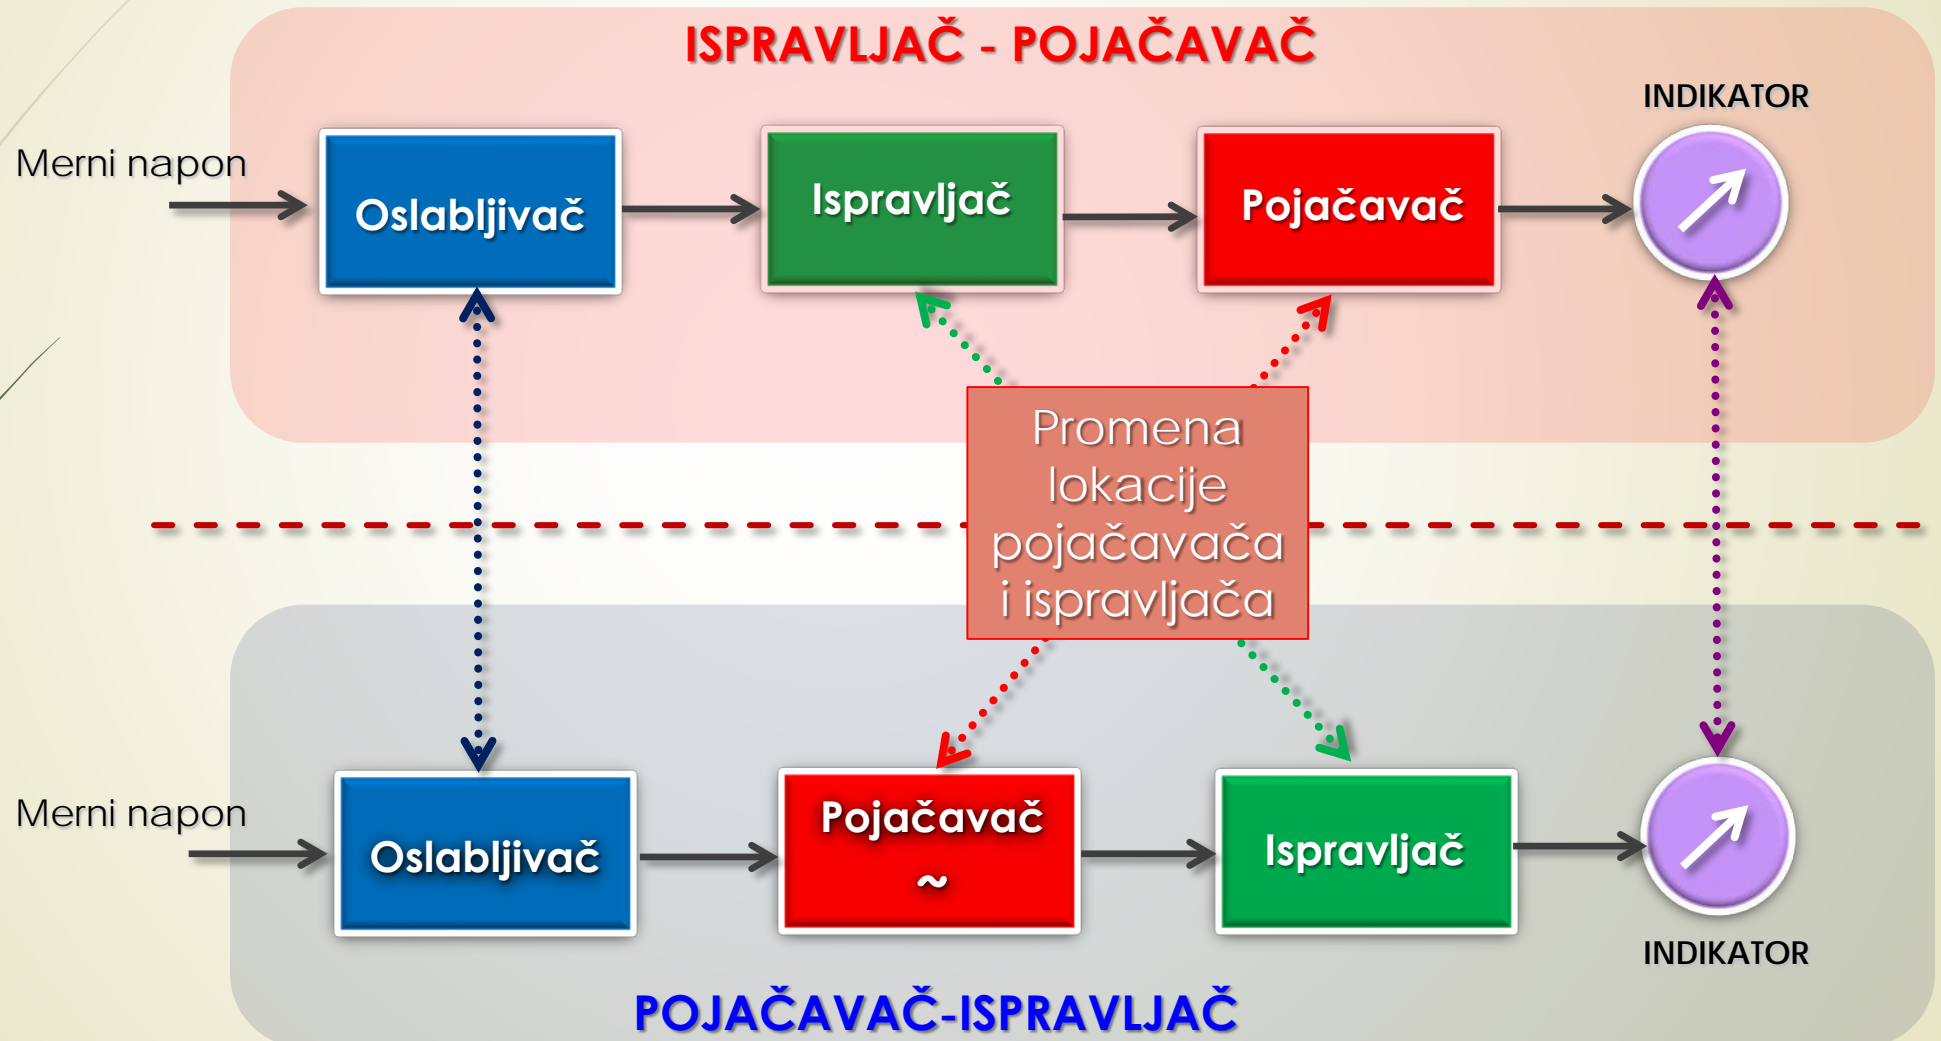 ISPRAVLJAČ - POJAČAVAČ
INDIKATOR
Merni napon
Oslabljivač
Ispravljač
Pojačavač
Promena
lokacije
pojačavača
i ispravljača
Merni napon
Oslabljivač
Pojačavač
~
Ispravljač
INDIKATOR
POJAČAVAČ-ISPRAVLJAČ